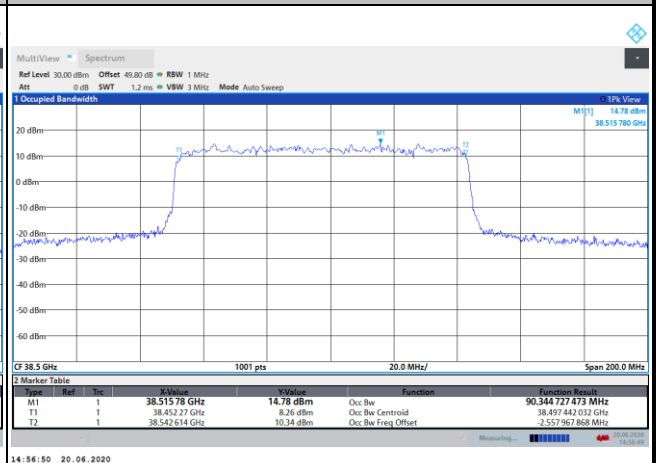 MultiView Spectrum
Ref Level 30.00 dBm Offset 49.80 dB RBW 1 MHz
Att 0 dB SWT 1.2 ms VBW 3 MHz Mode Auto Sweep
1 Occupied Bandwidth 1Pk View
M1[1] 14.78 dBm
38.515 780 GHz
20 dBm
M1
T1 T2
10 dBm
0 dBm
-10 dBm
-20 dBm
-30 dBm
-40 dBm
-50 dBm
-60 dBm
CF 38.5 GHz 1001 pts 20.0 MHz/ Span 200.0 MHz
2 Marker Table
Type Ref Trc X-Value Y-Value Function Function Result
M1 1 38.515 78 GHz 14.78 dBm Occ Bw 90.344 727 473 MHz
T1 1 38.452 27 GHz 8.26 dBm Occ Bw Centroid 38.497 442 032 GHz
T2 1 38.542 614 GHz 10.34 dBm Occ Bw Freq Offset -2.557 967 868 MHz
Measuring... 20.06.2020
14:56:49
14:56:50 20.06.2020